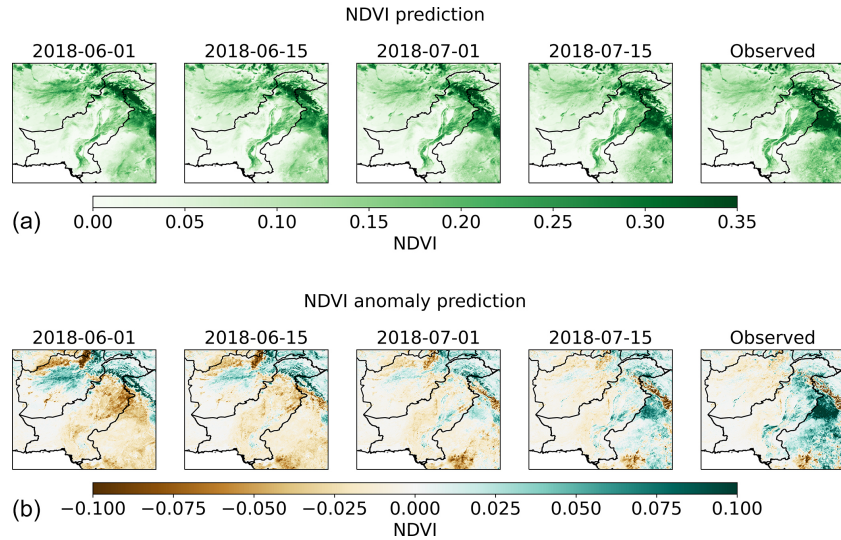 NDVI prediction
2018-06-01 2018-06-15 2018-07-01 2018-07-15 Observed
(a)
0.00 0.05 0.10 0.15 0.20 0.25 0.30 0.35
NDVI
NDVI anomaly prediction
2018-06-01 2018-06-15 2018-07-01 2018-07-15 Observed
(b)
−0.100 −0.075 −0.050 −0.025 0.000 0.025 0.050 0.075 0.100
NDVI